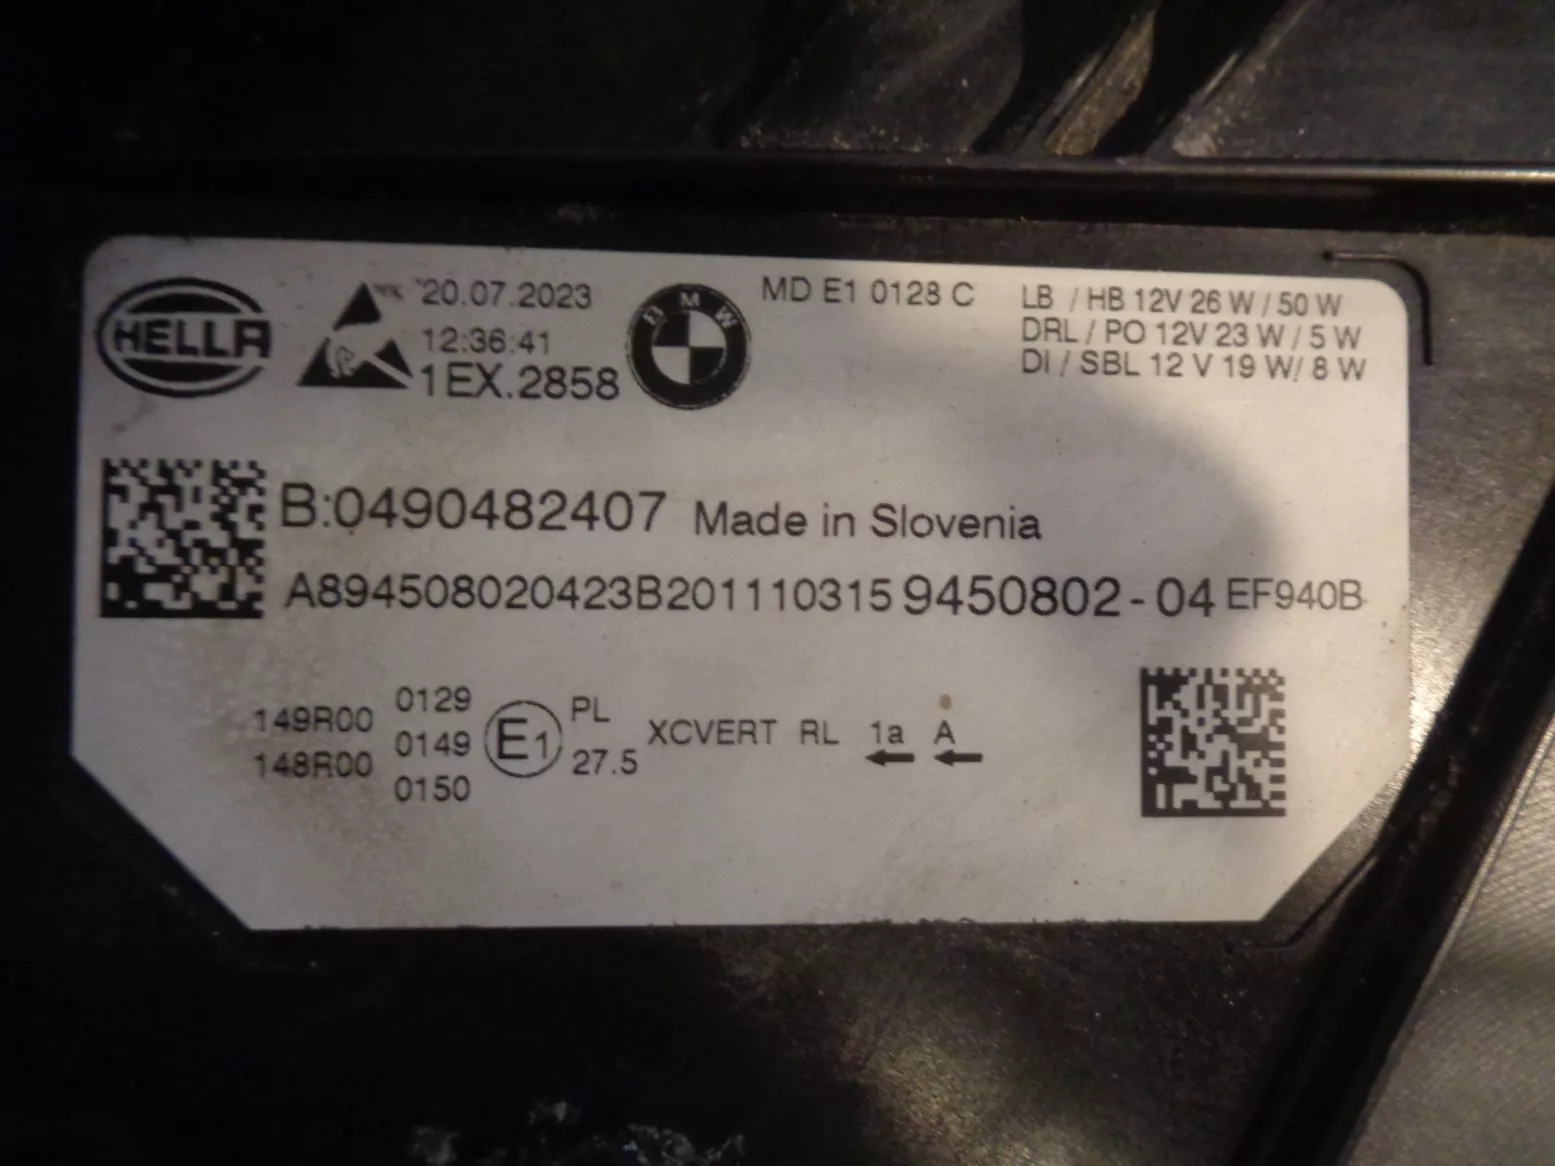 HELLA
20.07.2023
12:36:41
1EX.2858
BMW
MD E1 0128 C
LB / HB 12V 26 W / 50 W
DRL / PO 12V 23 W / 5 W
DI / SBL 12 V 19 W/ 8 W
B:0490482407 Made in Slovenia
A894508020423B201110315 9450802-04 EF940B
149R00
148R00
0129
0149
0150
E1
PL
27.5
XCVERT RL 1a A